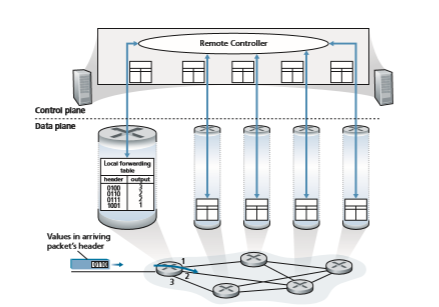 Remote Controller
Control plane
Data plane
Local forwarding
table
header output
0100 3
0110 2
0111 2
1001 1
Values in arriving
packet's header
0110
1
2
3